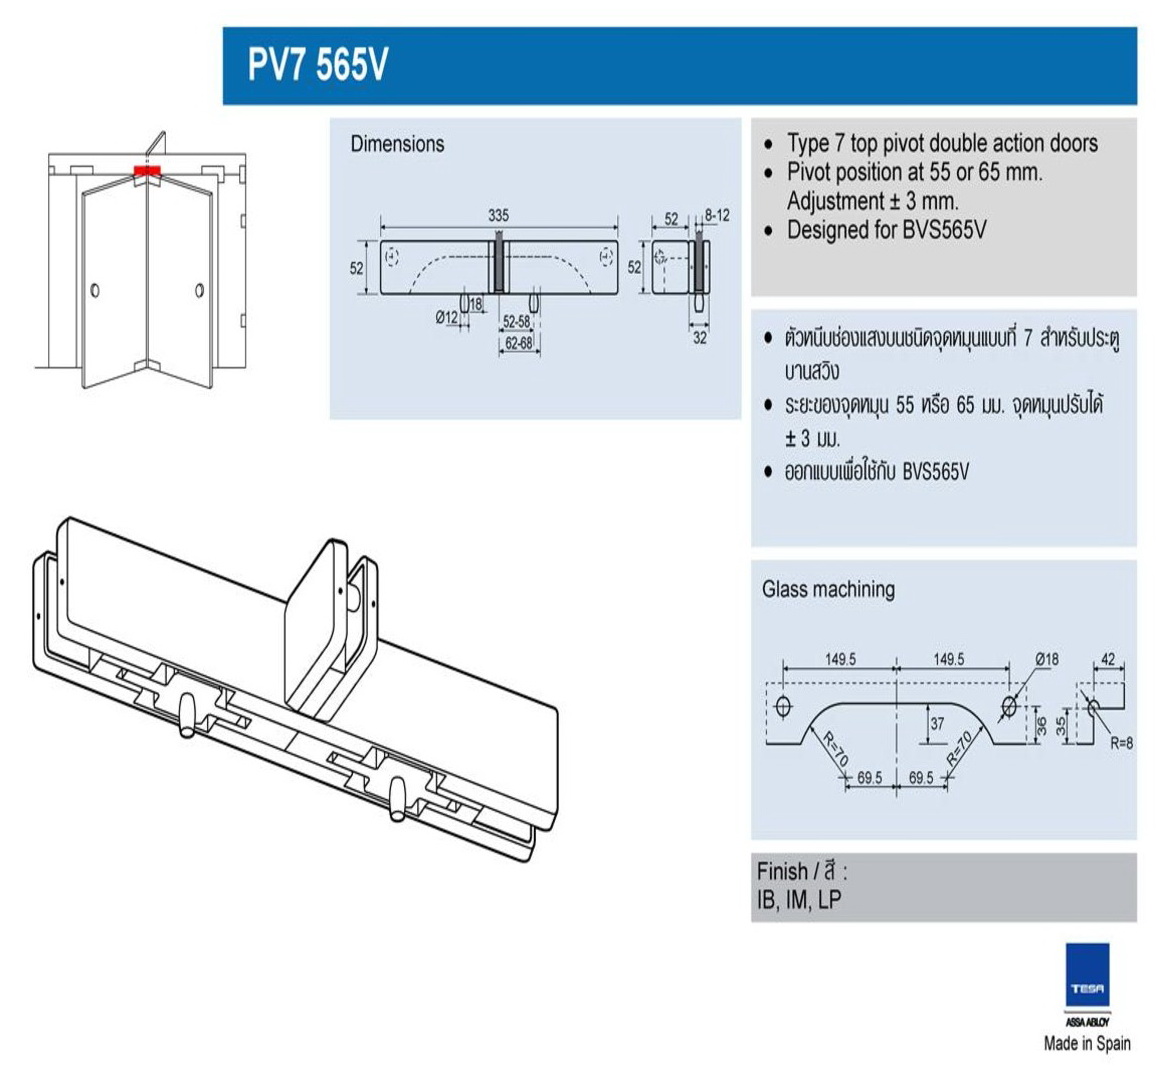 PV7 565V
Dimensions
335
52
Ø12
18
52-58
62-68
52
8-12
52
32
• Type 7 top pivot double action doors
• Pivot position at 55 or 65 mm.
Adjustment ± 3 mm.
• Designed for BVS565V
• ตัวหนีบช่องแสงบนชนิดจุดหมุนแบบที่ 7 สำหรับประตู
บานสวิง
• ระยะของจุดหมุน 55 หรือ 65 มม. จุดหมุนปรับได้
± 3 มม.
• ออกแบบเพื่อใช้กับ BVS565V
Glass machining
149.5
149.5
Ø18
42
37
36
35
R=70
R=70
R=8
69.5
69.5
Finish / สี :
IB, IM, LP
TESA
ASSA ABLOY
Made in Spain